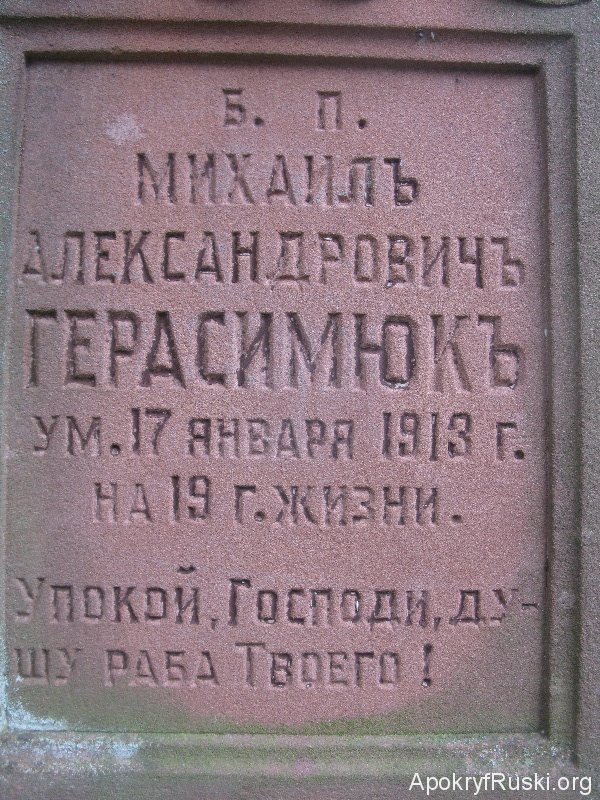 Б. П.
МИХАИЛЪ
АЛЕКСАНДРОВИЧЪ
ГЕРАСИМЮКЪ
УМ. 17 ЯНВАРЯ 1913 Г.
НА 19 Г. ЖИЗНИ.
Упокой, Господи, ду-
шу раба Твоего!
ApokryfRuski.org